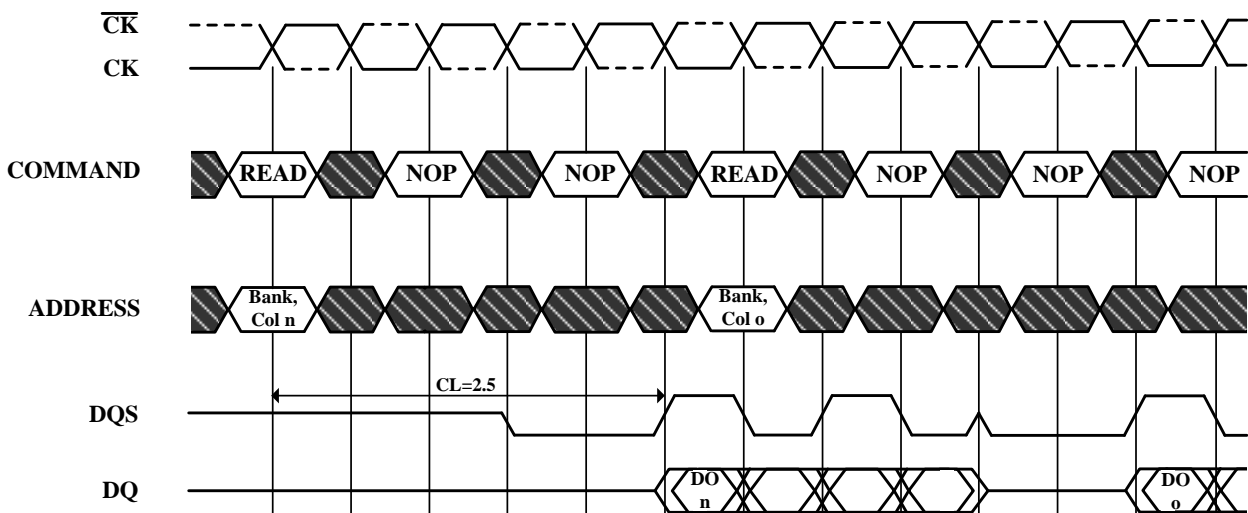 C̅K̅
CK
COMMAND
READ NOP NOP READ NOP NOP NOP
ADDRESS
Bank, Col n
Bank, Col o
CL=2.5
DQS
DQ
DO n
DO o